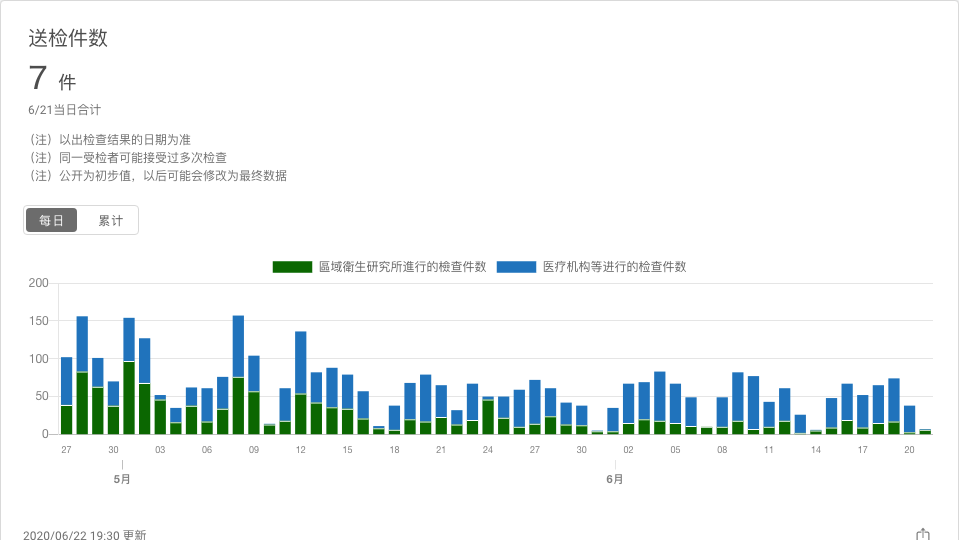 送检件数
7 件
6/21当日合计
（注）以出检查结果的日期为准
（注）同一受检者可能接受过多次检查
（注）公开为初步值，以后可能会修改为最终数据
每日 累计
區域衛生研究所進行的檢查件数 医疗机构等进行的检查件数
200
150
100
50
0
27 30 03 06 09 12 15 18 21 24 27 30 02 05 08 11 14 17 20
5月 6月
2020/06/22 19:30 更新